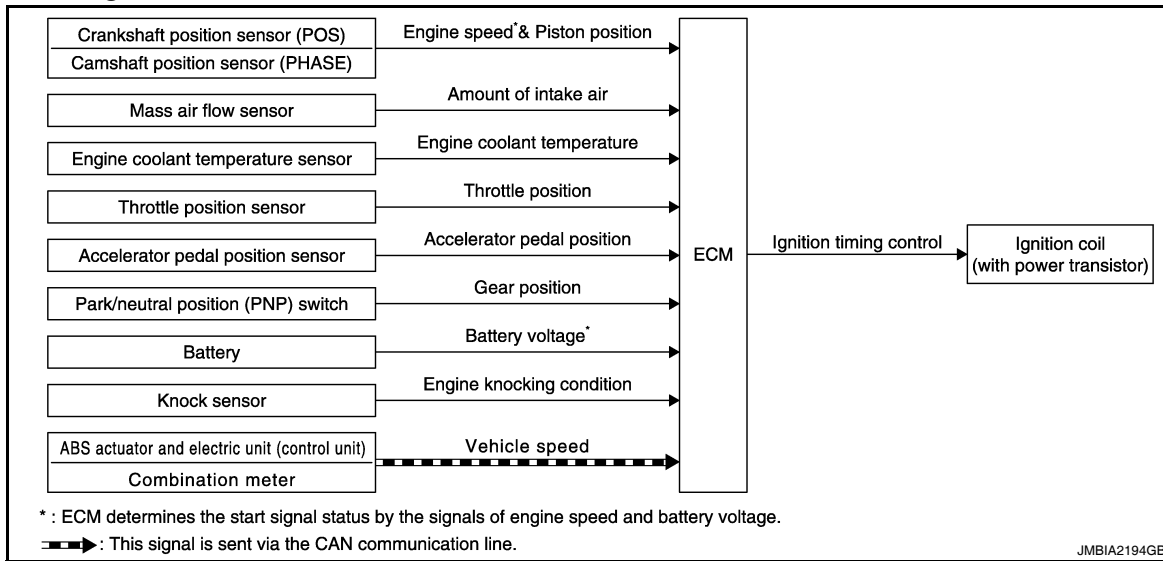 Crankshaft position sensor (POS)
Camshaft position sensor (PHASE)
Engine speed*& Piston position
Mass air flow sensor
Amount of intake air
Engine coolant temperature sensor
Engine coolant temperature
Throttle position sensor
Throttle position
Accelerator pedal position sensor
Accelerator pedal position
Park/neutral position (PNP) switch
Gear position
Battery
Battery voltage*
Knock sensor
Engine knocking condition
ABS actuator and electric unit (control unit)
Combination meter
Vehicle speed
ECM
Ignition timing control
Ignition coil
(with power transistor)
* : ECM determines the start signal status by the signals of engine speed and battery voltage.
: This signal is sent via the CAN communication line.